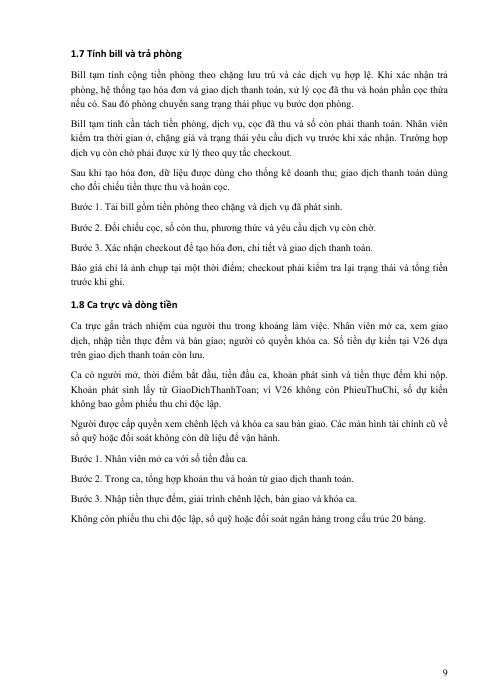 1.7 Tính bill và trả phòng
Bill tạm tính cộng tiền phòng theo chặng lưu trú và các dịch vụ hợp lệ. Khi xác nhận trả
phòng, hệ thống tạo hóa đơn và giao dịch thanh toán, xử lý cọc đã thu và hoàn phần cọc thừa
nếu có. Sau đó phòng chuyển sang trạng thái phục vụ bước dọn phòng.
Bill tạm tính cần tách tiền phòng, dịch vụ, cọc đã thu và số còn phải thanh toán. Nhân viên
kiểm tra thời gian ở, chặng giá và trạng thái yêu cầu dịch vụ trước khi xác nhận. Trường hợp
dịch vụ còn chờ phải được xử lý theo quy tắc checkout.
Sau khi tạo hóa đơn, dữ liệu được dùng cho thống kê doanh thu; giao dịch thanh toán dùng
cho đối chiếu tiền thực thu và hoàn cọc.
Bước 1. Tải bill gồm tiền phòng theo chặng và dịch vụ đã phát sinh.
Bước 2. Đối chiếu cọc, số còn thu, phương thức và yêu cầu dịch vụ còn chờ.
Bước 3. Xác nhận checkout để tạo hóa đơn, chi tiết và giao dịch thanh toán.
Báo giá chỉ là ảnh chụp tại một thời điểm; checkout phải kiểm tra lại trạng thái và tổng tiền
trước khi ghi.
1.8 Ca trực và dòng tiền
Ca trực gắn trách nhiệm của người thu trong khoảng làm việc. Nhân viên mở ca, xem giao
dịch, nhập tiền thực đếm và bàn giao; người có quyền khóa ca. Số tiền dự kiến tại V26 dựa
trên giao dịch thanh toán còn lưu.
Ca có người mở, thời điểm bắt đầu, tiền đầu ca, khoản phát sinh và tiền thực đếm khi nộp.
Khoản phát sinh lấy từ GiaoDichThanhToan; vì V26 không còn PhieuThuChi, số dự kiến
không bao gồm phiếu thu chi độc lập.
Người được cấp quyền xem chênh lệch và khóa ca sau bàn giao. Các màn hình tài chính cũ về
sổ quỹ hoặc đối soát không còn dữ liệu để vận hành.
Bước 1. Nhân viên mở ca với số tiền đầu ca.
Bước 2. Trong ca, tổng hợp khoản thu và hoàn từ giao dịch thanh toán.
Bước 3. Nhập tiền thực đếm, giải trình chênh lệch, bàn giao và khóa ca.
Không còn phiếu thu chi độc lập, sổ quỹ hoặc đối soát ngân hàng trong cấu trúc 20 bảng.
9